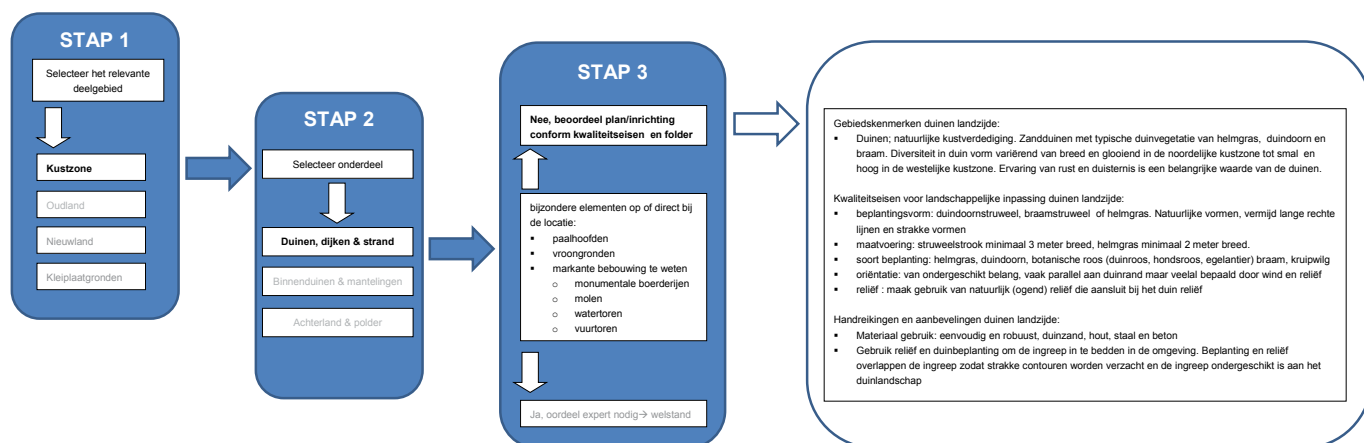 STAP 1
Selecteer het relevante
deelgebied
Kustzone
Oudland
Nieuwland
Kleiplaatgronden
STAP 2
Selecteer onderdeel
Duinen, dijken & strand
Binnenduinen & mantelingen
Achterland & polder
STAP 3
Nee, beoordeel plan/inrichting
conform kwaliteitseisen en folder
bijzondere elementen op of direct bij
de locatie:
▪ paalhoofden
▪ vroongronden
▪ markante bebouwing te weten
o monumentale boerderijen
o molen
o watertoren
o vuurtoren
Ja, oordeel expert nodig→ welstand
Gebiedskenmerken duinen landzijde:
▪ Duinen; natuurlijke kustverdediging. Zandduinen met typische duinvegetatie van helmgras, duindoorn en
braam. Diversiteit in duin vorm variërend van breed en glooiend in de noordelijke kustzone tot smal en
hoog in de westelijke kustzone. Ervaring van rust en duisternis is een belangrijke waarde van de duinen.
Kwaliteitseisen voor landschappelijke inpassing duinen landzijde:
▪ beplantingsvorm: duindoornstruweel, braamstruweel of helmgras. Natuurlijke vormen, vermijd lange rechte
lijnen en strakke vormen
▪ maatvoering: struweelstrook minimaal 3 meter breed, helmgras minimaal 2 meter breed.
▪ soort beplanting: helmgras, duindoorn, botanische roos (duinroos, hondsroos, egelantier) braam, kruipwilg
▪ oriëntatie: van ondergeschikt belang, vaak parallel aan duinrand maar veelal bepaald door wind en reliëf
▪ reliëf : maak gebruik van natuurlijk (ogend) reliëf die aansluit bij het duin reliëf
Handreikingen en aanbevelingen duinen landzijde:
▪ Materiaal gebruik: eenvoudig en robuust, duinzand, hout, staal en beton
▪ Gebruik reliëf en duinbeplanting om de ingreep in te bedden in de omgeving. Beplanting en reliëf
overlappen de ingreep zodat strakke contouren worden verzacht en de ingreep ondergeschikt is aan het
duinlandschap